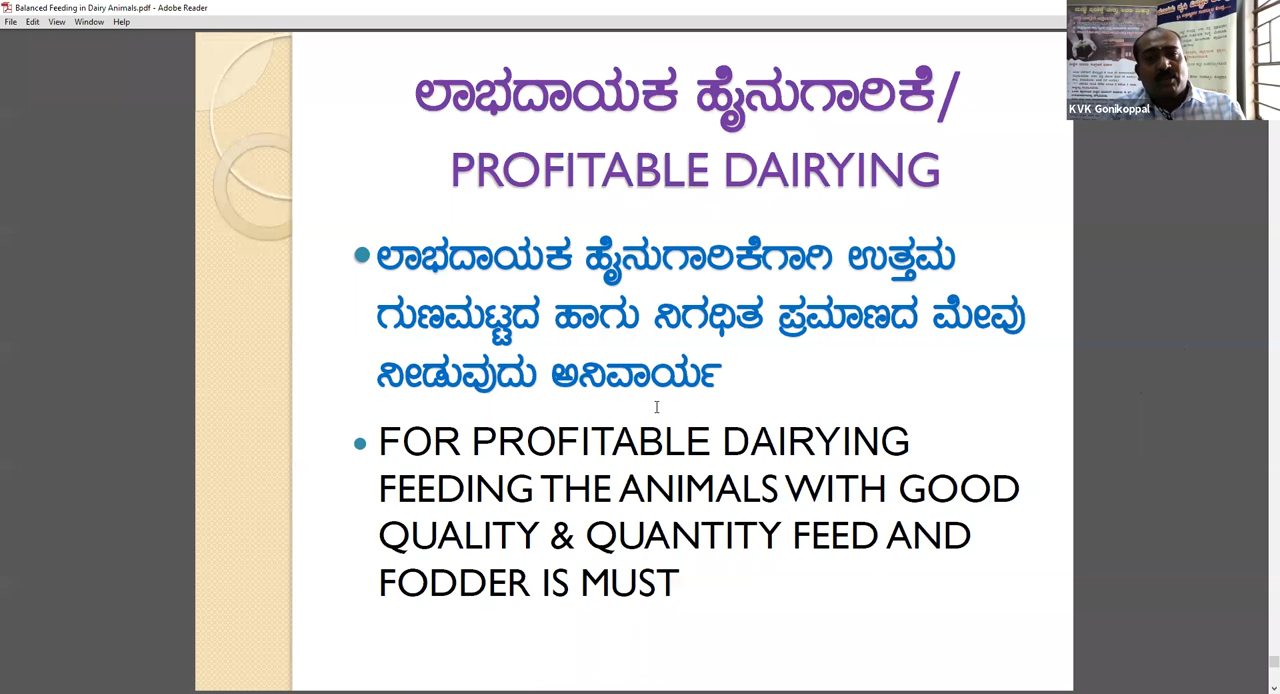 Balanced Feeding in Dairy Animals.pdf - Adobe Reader
File Edit View Window Help
ಲಾಭದಾಯಕ ಹೈನುಗಾರಿಕೆ/
PROFITABLE DAIRYING
ಲಾಭದಾಯಕ ಹೈನುಗಾರಿಕೆಗಾಗಿ ಉತ್ತಮ
ಗುಣಮಟ್ಟದ ಹಾಗು ನಿಗಧಿತ ಪ್ರಮಾಣದ ಮೇವು
ನೀಡುವುದು ಅನಿವಾರ್ಯ
FOR PROFITABLE DAIRYING
FEEDING THE ANIMALS WITH GOOD
QUALITY & QUANTITY FEED AND
FODDER IS MUST
KVK Gonikoppal